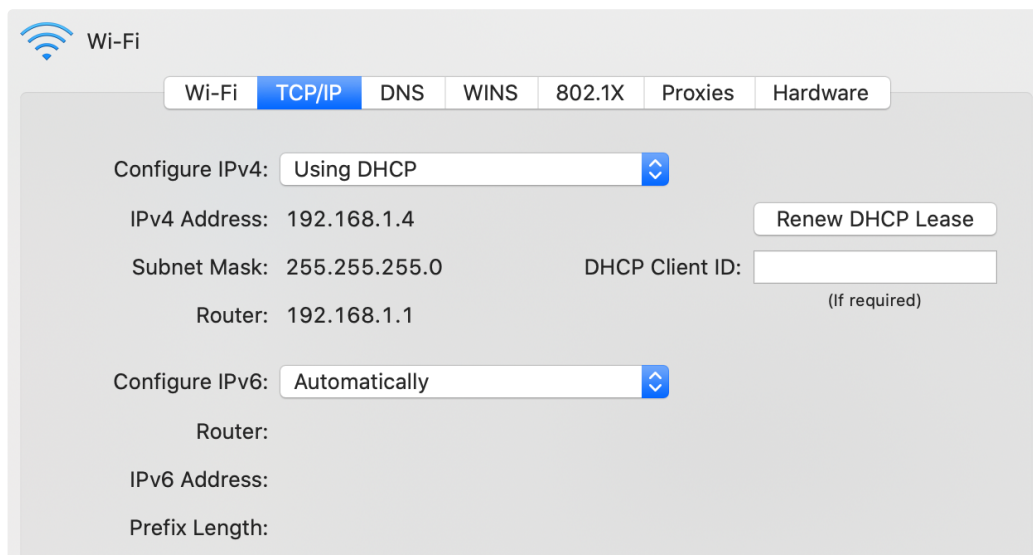 Wi-Fi
Wi-Fi TCP/IP DNS WINS 802.1X Proxies Hardware
Configure IPv4: Using DHCP
IPv4 Address: 192.168.1.4 Renew DHCP Lease
Subnet Mask: 255.255.255.0 DHCP Client ID:
(If required)
Router: 192.168.1.1
Configure IPv6: Automatically
Router:
IPv6 Address:
Prefix Length: